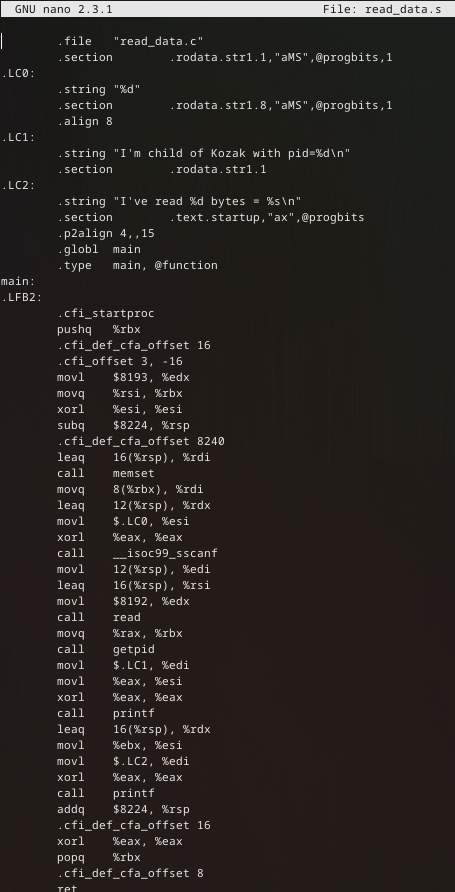 GNU nano 2.3.1 File: read_data.s
.file "read_data.c"
.section .rodata.str1.1,"aMS",@progbits,1
.LC0:
.string "%d"
.section .rodata.str1.8,"aMS",@progbits,1
.align 8
.LC1:
.string "I'm child of Kozak with pid=%d\n"
.section .rodata.str1.1
.LC2:
.string "I've read %d bytes = %s\n"
.section .text.startup,"ax",@progbits
.p2align 4,,15
.globl main
.type main, @function
main:
.LFB2:
.cfi_startproc
pushq %rbx
.cfi_def_cfa_offset 16
.cfi_offset 3, -16
movl $8193, %edx
movq %rsi, %rbx
xorl %esi, %esi
subq $8224, %rsp
.cfi_def_cfa_offset 8240
leaq 16(%rsp), %rdi
call memset
movq 8(%rbx), %rdi
leaq 12(%rsp), %rdx
movl $.LC0, %esi
xorl %eax, %eax
call __isoc99_sscanf
movl 12(%rsp), %edi
leaq 16(%rsp), %rsi
movl $8192, %edx
call read
movq %rax, %rbx
call getpid
movl $.LC1, %edi
movl %eax, %esi
xorl %eax, %eax
call printf
leaq 16(%rsp), %rdx
movl %ebx, %esi
movl $.LC2, %edi
xorl %eax, %eax
call printf
addq $8224, %rsp
.cfi_def_cfa_offset 16
xorl %eax, %eax
popq %rbx
.cfi_def_cfa_offset 8
ret